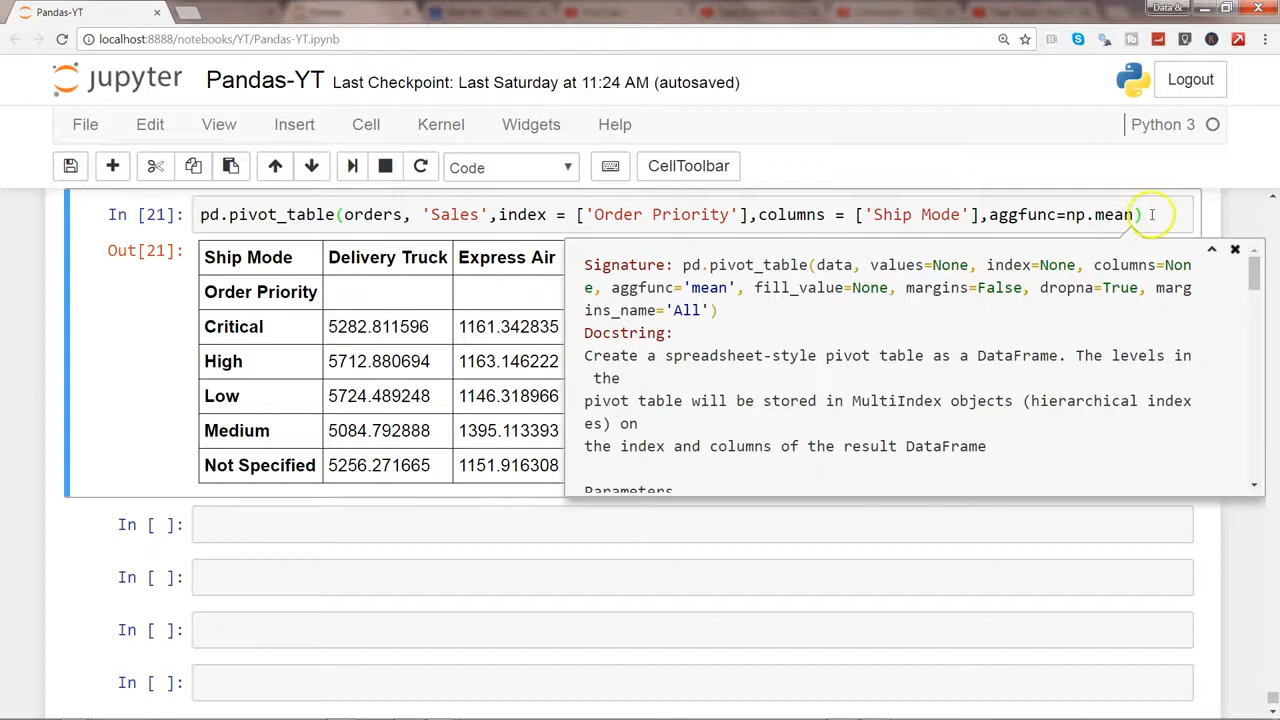 Pandas-YT
Data &
localhost:8888/notebooks/YT/Pandas-YT.ipynb
jupyter Pandas-YT Last Checkpoint: Last Saturday at 11:24 AM (autosaved) Logout
File Edit View Insert Cell Kernel Widgets Help Python 3
Code CellToolbar
In [21]: pd.pivot_table(orders, 'Sales',index = ['Order Priority'],columns = ['Ship Mode'],aggfunc=np.mean)
Out[21]:
Ship Mode Delivery Truck Express Air
Order Priority
Critical 5282.811596 1161.342835
High 5712.880694 1163.146222
Low 5724.489248 1146.318966
Medium 5084.792888 1395.113393
Not Specified 5256.271665 1151.916308
Signature: pd.pivot_table(data, values=None, index=None, columns=Non
e, aggfunc='mean', fill_value=None, margins=False, dropna=True, marg
ins_name='All')
Docstring:
Create a spreadsheet-style pivot table as a DataFrame. The levels in
the
pivot table will be stored in MultiIndex objects (hierarchical index
es) on
the index and columns of the result DataFrame
Parameters
In [ ]:
In [ ]:
In [ ]:
In [ ]: